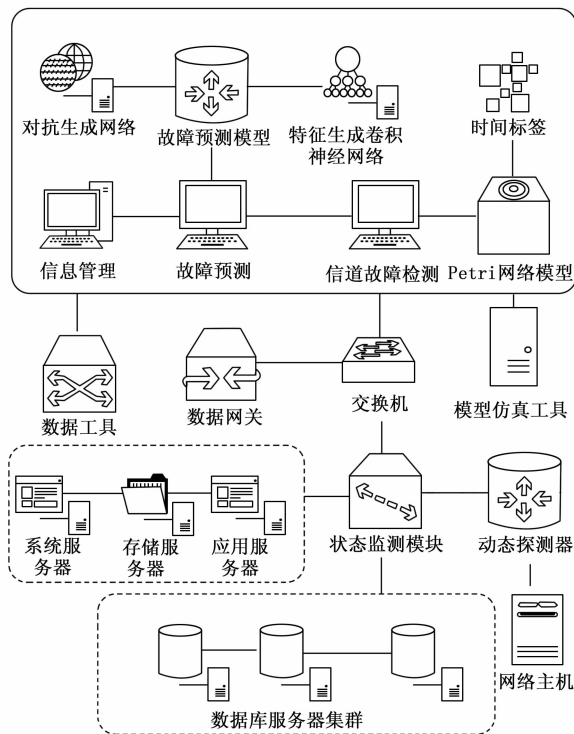 对抗生成网络
故障预测模型
特征生成卷积
神经网络
时间标签
信息管理
故障预测
信道故障检测
Petri网络模型
数据工具
数据网关
交换机
模型仿真工具
系统服
务器
存储服
务器
应用服
务器
状态监测模块
动态探测器
网络主机
数据库服务器集群